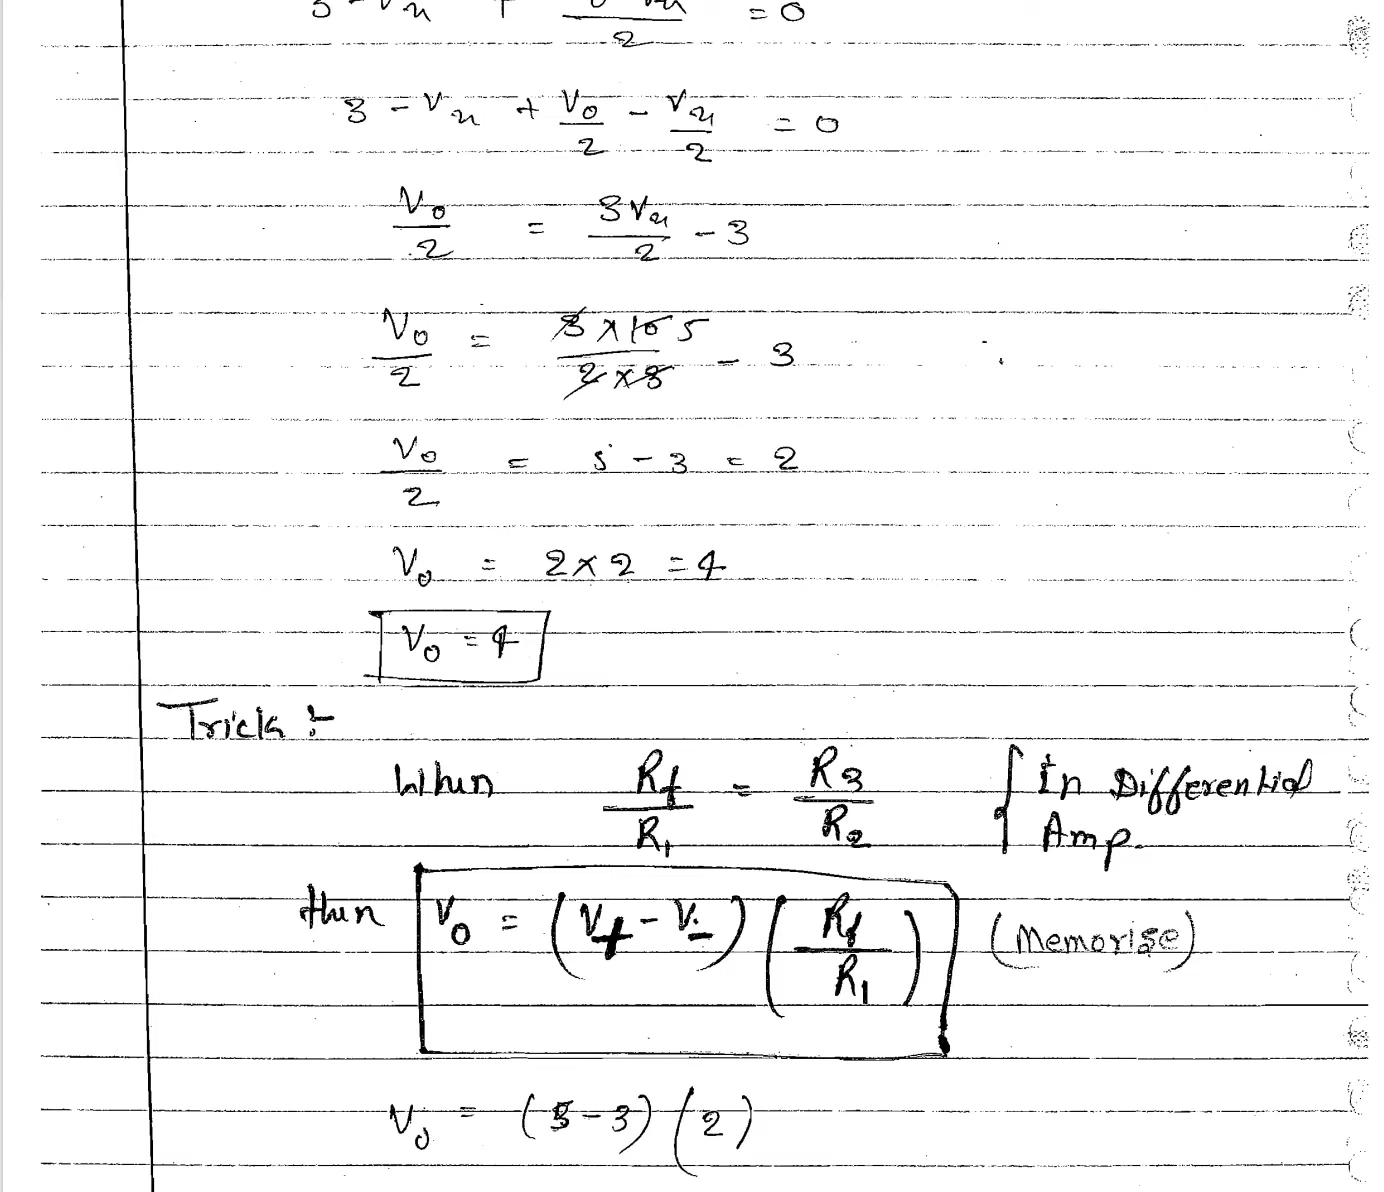 3 - Vx + Vo/2 - Vx/2 = 0
Vo/2 = 3Vx/2 - 3
Vo/2 = 3 x 10 5 / 2 x 3 - 3
Vo/2 = 5 - 3 = 2
Vo = 2 x 2 = 4
Vo = 4
Trick :-
When Rf/R1 = R3/R2 { In Differential Amp.
then Vo = (V+ - V-) (Rf/R1) (Memorise)
Vo = (5 - 3) (2)